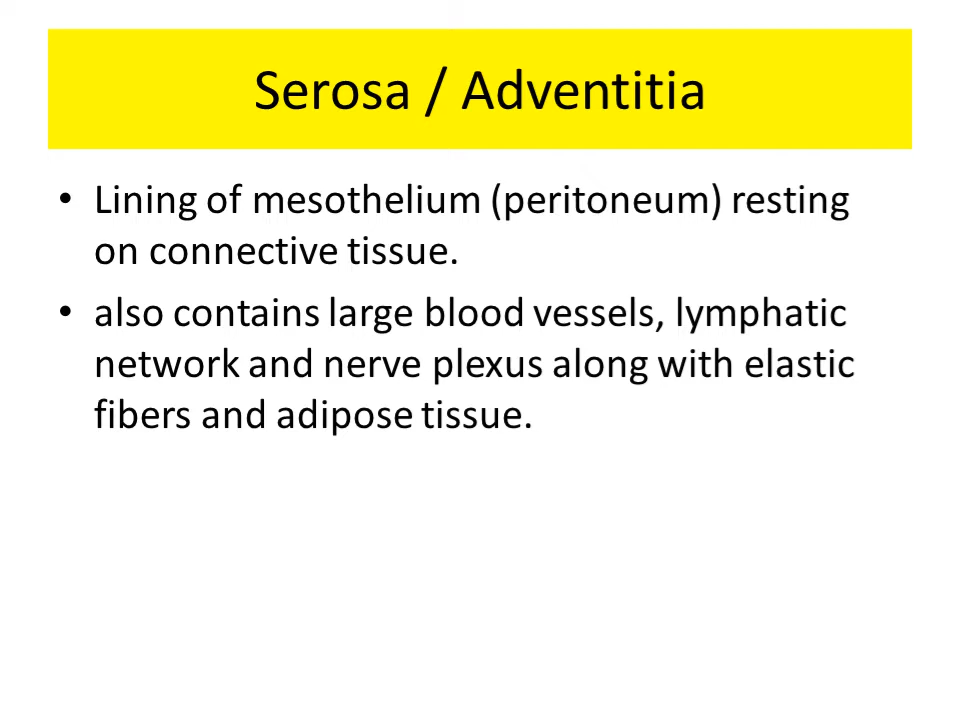 Serosa / Adventitia
• Lining of mesothelium (peritoneum) resting
on connective tissue.
• also contains large blood vessels, lymphatic
network and nerve plexus along with elastic
fibers and adipose tissue.